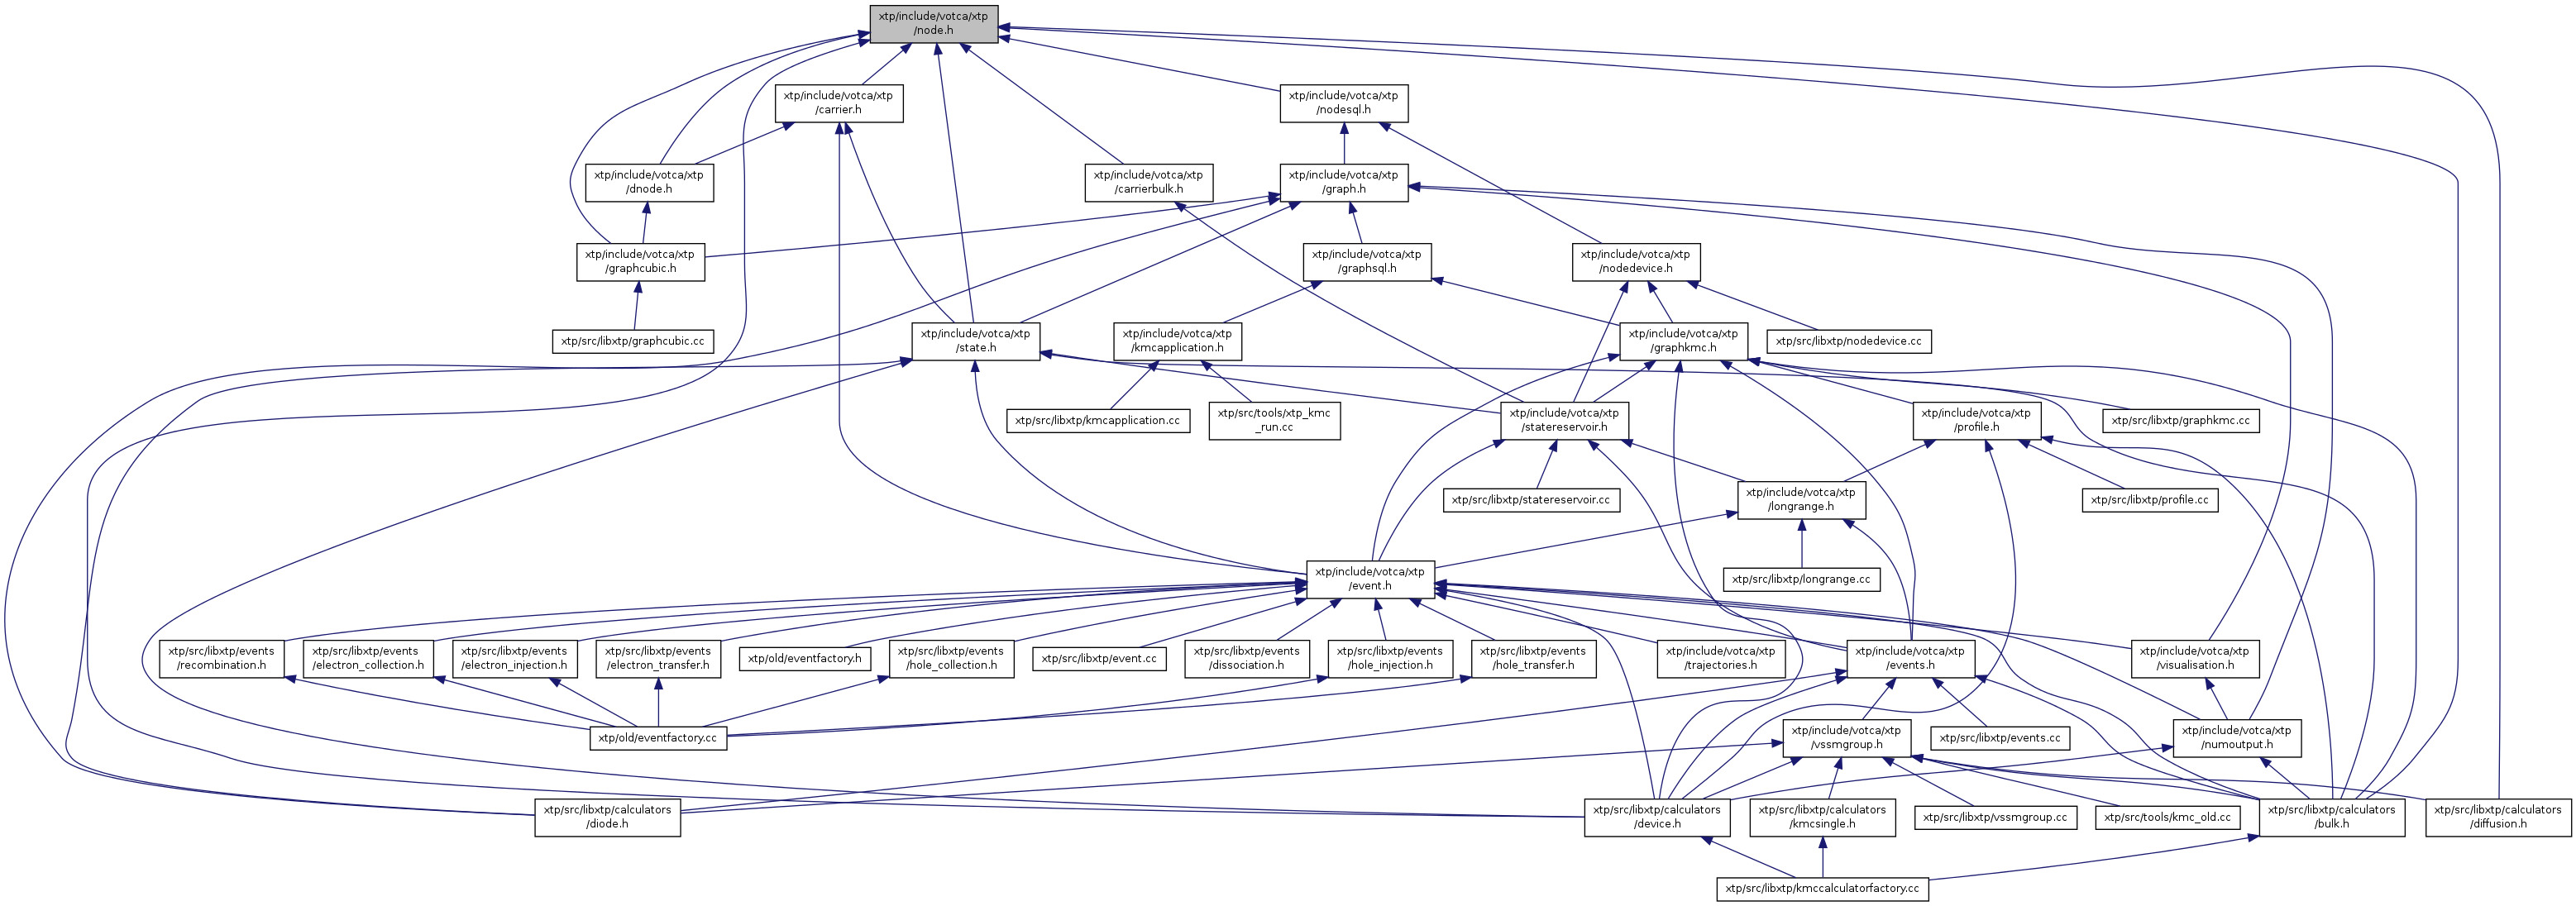 xtp/include/votca/xtp
/node.h
xtp/include/votca/xtp
/carrier.h
xtp/include/votca/xtp
/nodesql.h
xtp/include/votca/xtp
/dnode.h
xtp/include/votca/xtp
/carrierbulk.h
xtp/include/votca/xtp
/graph.h
xtp/include/votca/xtp
/graphcubic.h
xtp/include/votca/xtp
/graphsql.h
xtp/include/votca/xtp
/nodedevice.h
xtp/src/libxtp/graphcubic.cc
xtp/include/votca/xtp
/state.h
xtp/include/votca/xtp
/kmcapplication.h
xtp/include/votca/xtp
/graphkmc.h
xtp/src/libxtp/nodedevice.cc
xtp/src/libxtp/kmcapplication.cc
xtp/src/tools/xtp_kmc
_run.cc
xtp/include/votca/xtp
/statereservoir.h
xtp/include/votca/xtp
/profile.h
xtp/src/libxtp/graphkmc.cc
xtp/src/libxtp/statereservoir.cc
xtp/include/votca/xtp
/longrange.h
xtp/src/libxtp/profile.cc
xtp/include/votca/xtp
/event.h
xtp/src/libxtp/longrange.cc
xtp/src/libxtp/events
/recombination.h
xtp/src/libxtp/events
/electron_collection.h
xtp/src/libxtp/events
/electron_injection.h
xtp/src/libxtp/events
/electron_transfer.h
xtp/old/eventfactory.h
xtp/src/libxtp/events
/hole_collection.h
xtp/src/libxtp/event.cc
xtp/src/libxtp/events
/dissociation.h
xtp/src/libxtp/events
/hole_injection.h
xtp/src/libxtp/events
/hole_transfer.h
xtp/include/votca/xtp
/trajectories.h
xtp/include/votca/xtp
/events.h
xtp/include/votca/xtp
/visualisation.h
xtp/old/eventfactory.cc
xtp/include/votca/xtp
/vssmgroup.h
xtp/src/libxtp/events.cc
xtp/include/votca/xtp
/numoutput.h
xtp/src/libxtp/calculators
/diode.h
xtp/src/libxtp/calculators
/device.h
xtp/src/libxtp/calculators
/kmcsingle.h
xtp/src/libxtp/vssmgroup.cc
xtp/src/tools/kmc_old.cc
xtp/src/libxtp/calculators
/bulk.h
xtp/src/libxtp/calculators
/diffusion.h
xtp/src/libxtp/kmccalculatorfactory.cc